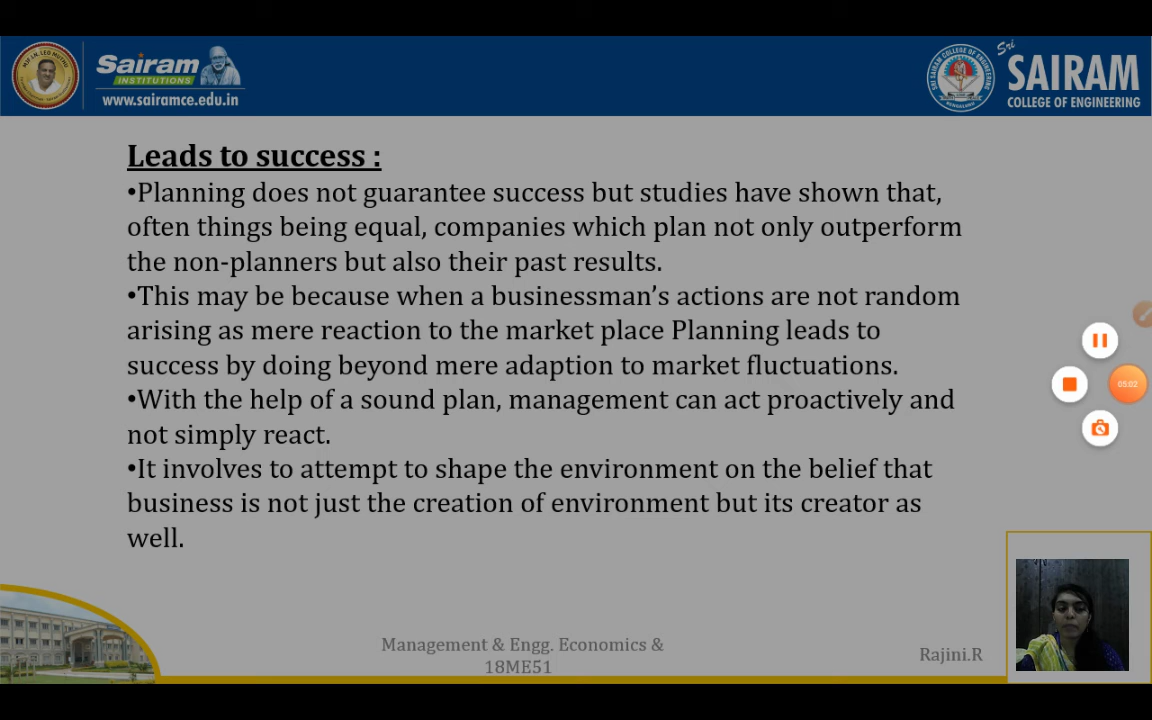 Sairam
INSTITUTIONS
www.sairamce.edu.in
Sri
SAIRAM
COLLEGE OF ENGINEERING
Leads to success :
•Planning does not guarantee success but studies have shown that,
often things being equal, companies which plan not only outperform
the non-planners but also their past results.
•This may be because when a businessman’s actions are not random
arising as mere reaction to the market place Planning leads to
success by doing beyond mere adaption to market fluctuations.
•With the help of a sound plan, management can act proactively and
not simply react.
•It involves to attempt to shape the environment on the belief that
business is not just the creation of environment but its creator as
well.
Management & Engg. Economics &
18ME51
Rajini.R
05:02